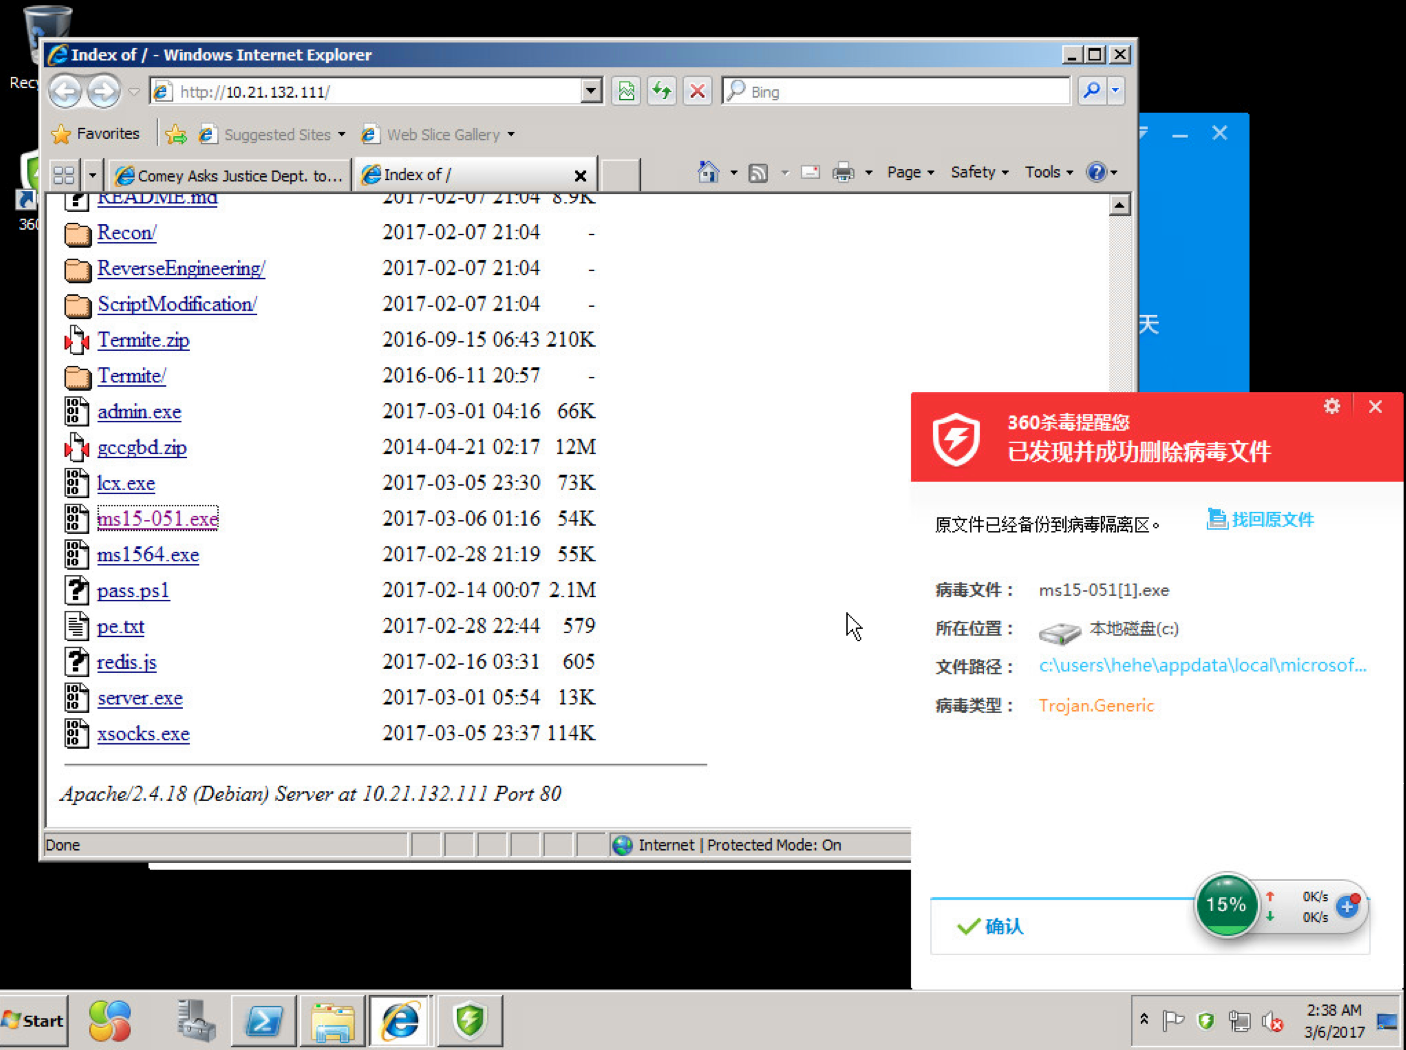 Index of / - Windows Internet Explorer
http://10.21.132.111/
Bing
Favorites
Suggested Sites
Web Slice Gallery
Comey Asks Justice Dept. to...
Index of /
Page
Safety
Tools
README.md 2017-02-07 21:04 8.9K
Recon/ 2017-02-07 21:04 -
ReverseEngineering/ 2017-02-07 21:04 -
ScriptModification/ 2017-02-07 21:04 -
Termite.zip 2016-09-15 06:43 210K
Termite/ 2016-06-11 20:57 -
admin.exe 2017-03-01 04:16 66K
gccgbd.zip 2014-04-21 02:17 12M
lcx.exe 2017-03-05 23:30 73K
ms15-051.exe 2017-03-06 01:16 54K
ms1564.exe 2017-02-28 21:19 55K
pass.ps1 2017-02-14 00:07 2.1M
pe.txt 2017-02-28 22:44 579
redis.js 2017-02-16 03:31 605
server.exe 2017-03-01 05:54 13K
xsocks.exe 2017-03-05 23:37 114K
Apache/2.4.18 (Debian) Server at 10.21.132.111 Port 80
Done
Internet | Protected Mode: On
天
360杀毒提醒您
已发现并成功删除病毒文件
原文件已经备份到病毒隔离区。
找回原文件
病毒文件： ms15-051[1].exe
所在位置： 本地磁盘(c:)
文件路径： c:\users\hehe\appdata\local\microsof...
病毒类型： Trojan.Generic
确认
15%
0K/s
0K/s
Start
2:38 AM
3/6/2017